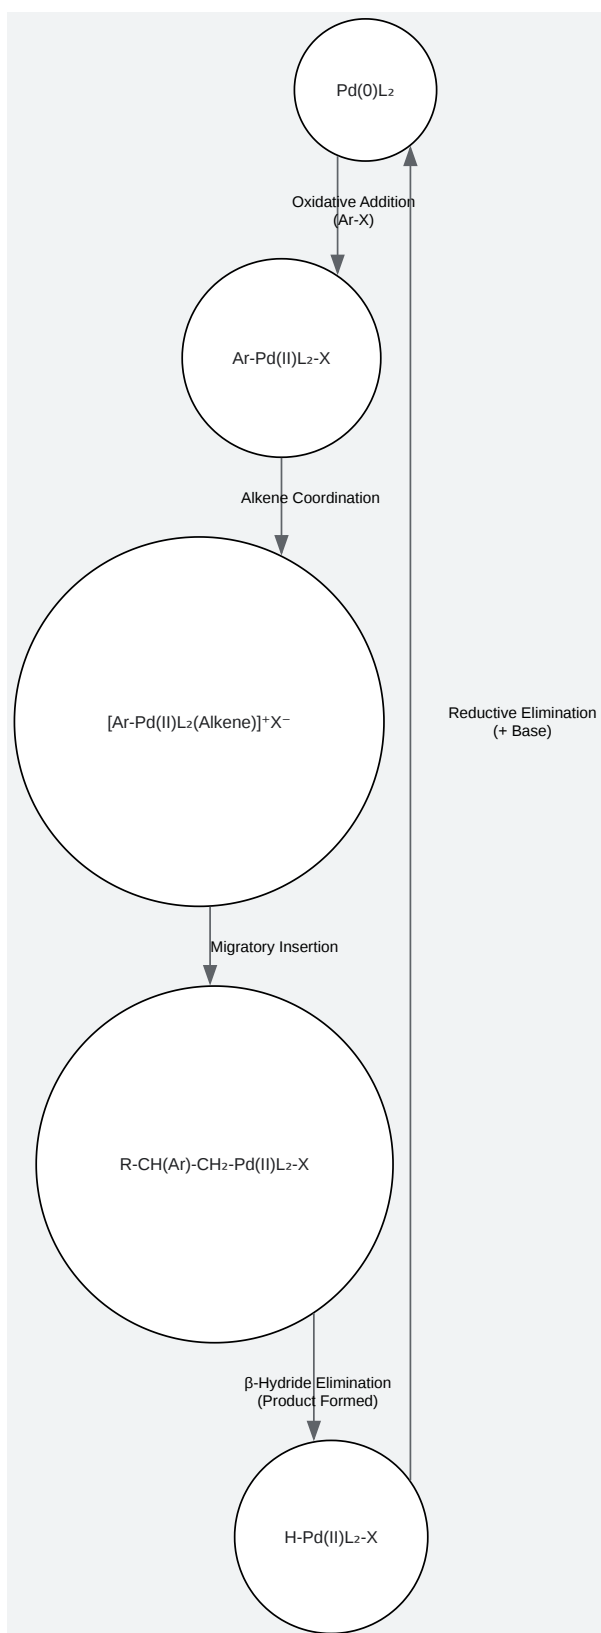 Pd(0)L₂
Oxidative Addition
(Ar-X)
Ar-Pd(II)L₂-X
Alkene Coordination
[Ar-Pd(II)L₂(Alkene)]⁺X⁻
Reductive Elimination
(+ Base)
Migratory Insertion
R-CH(Ar)-CH₂-Pd(II)L₂-X
β-Hydride Elimination
(Product Formed)
H-Pd(II)L₂-X